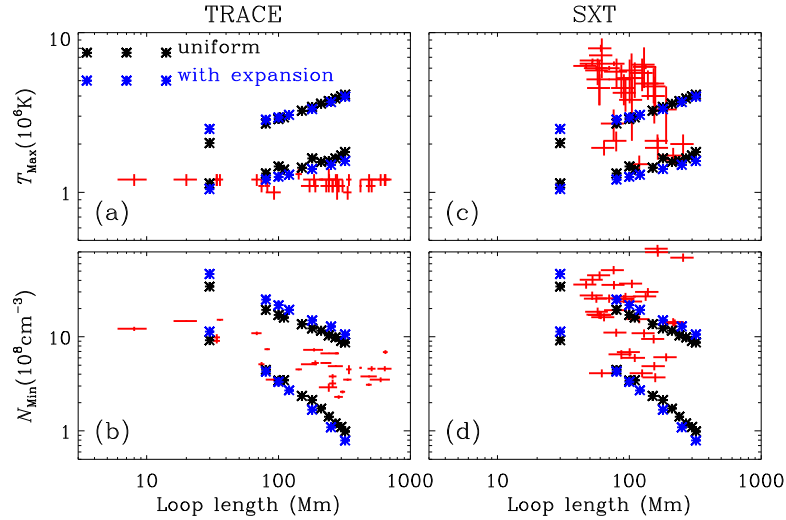 TRACE SXT
10
uniform
with expansion
T_Max(10^6K)
1
(a) (c)
N_Min(10^8cm^-3)
10
1
(b) (d)
10 100 1000 10 100 1000
Loop length (Mm) Loop length (Mm)